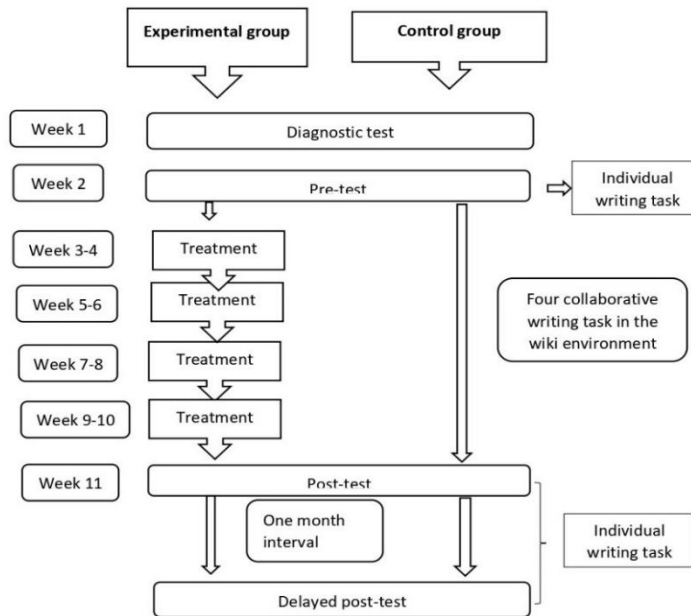 Experimental group
Control group
Week 1
Diagnostic test
Week 2
Pre-test
Individual
writing task
Week 3-4
Treatment
Week 5-6
Treatment
Four collaborative
writing task in the
wiki environment
Week 7-8
Treatment
Week 9-10
Treatment
Week 11
Post-test
One month
interval
Individual
writing task
Delayed post-test